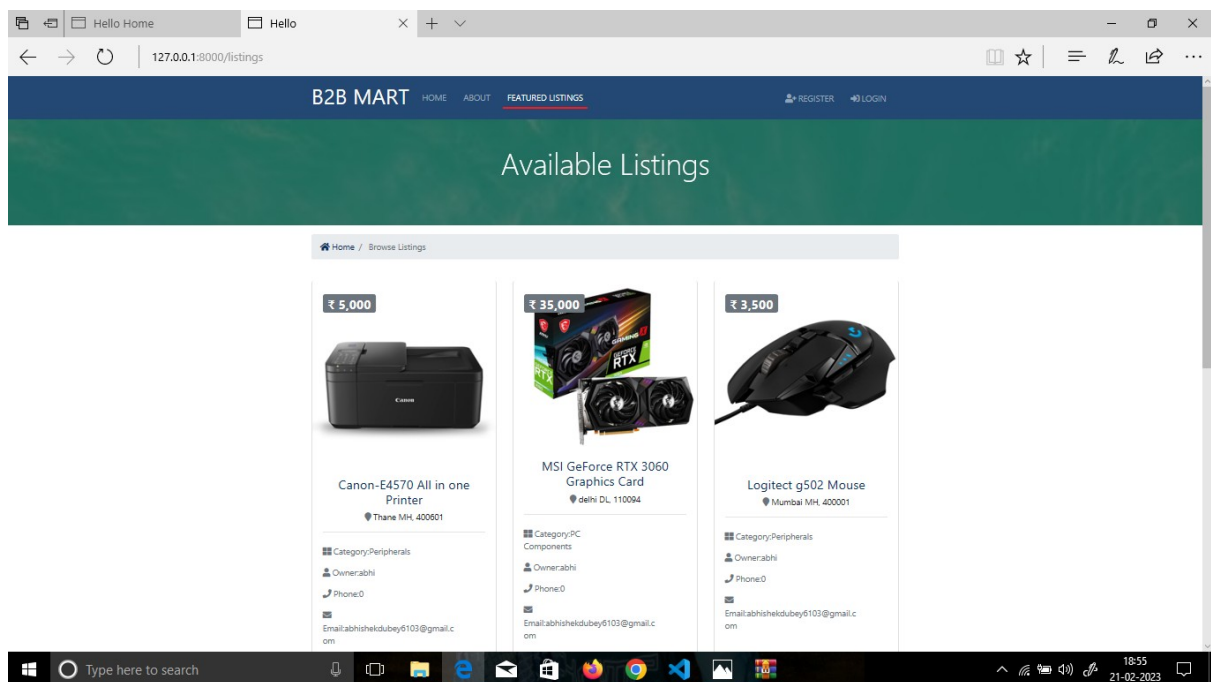 Hello Home
Hello
127.0.0.1:8000/listings
B2B MART HOME ABOUT FEATURED LISTINGS REGISTER LOGIN
Available Listings
Home / Browse Listings
₹ 5,000
Canon
Canon-E4570 All in one
Printer
Thane MH, 400601
Category:Peripherals
Owner:abhi
Phone:0
Email:abhishekdubey6103@gmail.c
om
₹ 35,000
GAMING
GEFORCE
RTX
RTX
MSI GeForce RTX 3060
Graphics Card
delhi DL, 110094
Category:PC
Components
Owner:abhi
Phone:0
Email:abhishekdubey6103@gmail.c
om
₹ 3,500
Logitect g502 Mouse
Mumbai MH, 400001
Category:Peripherals
Owner:abhi
Phone:0
Email:abhishekdubey6103@gmail.c
om
Type here to search
18:55
21-02-2023